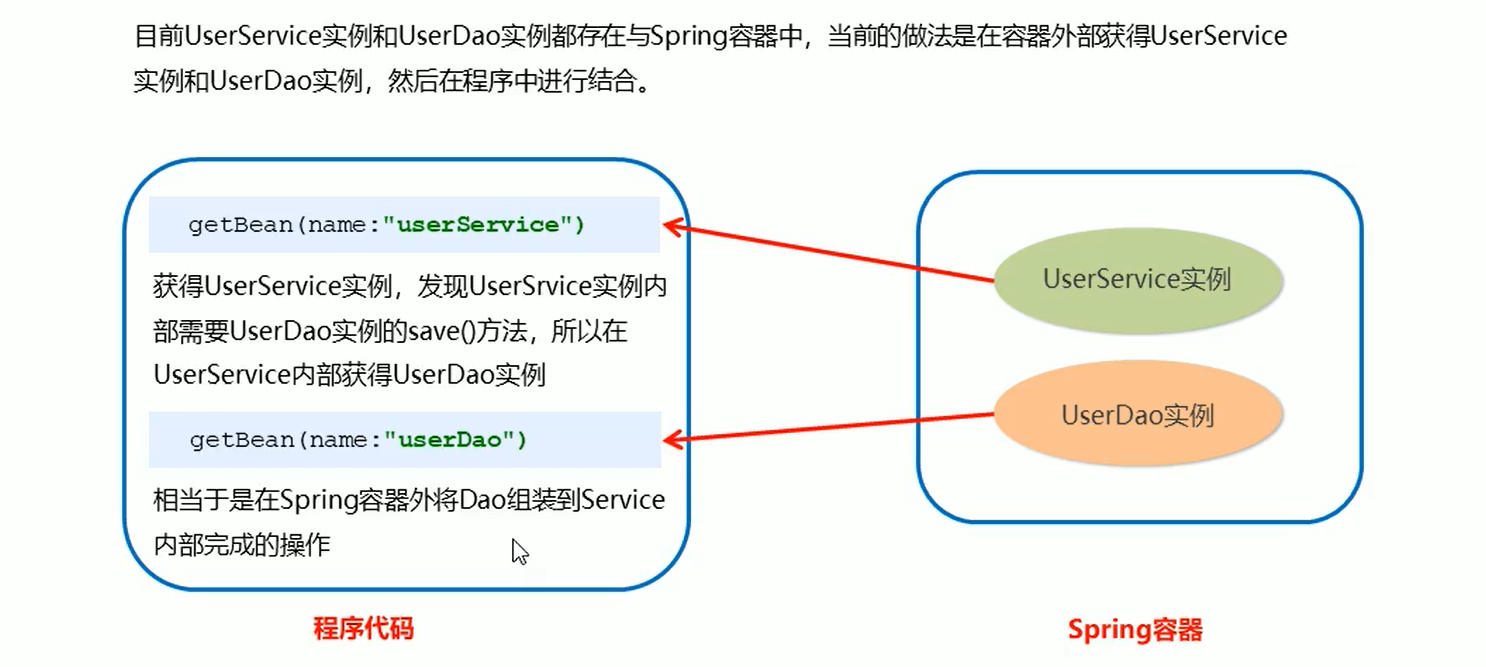 目前UserService实例和UserDao实例都存在与Spring容器中，当前的做法是在容器外部获得UserService
实例和UserDao实例，然后在程序中进行结合。
getBean(name:"userService")
获得UserService实例，发现UserSrvice实例内
部需要UserDao实例的save()方法，所以在
UserService内部获得UserDao实例
getBean(name:"userDao")
相当于是在Spring容器外将Dao组装到Service
内部完成的操作
程序代码
UserService实例
UserDao实例
Spring容器